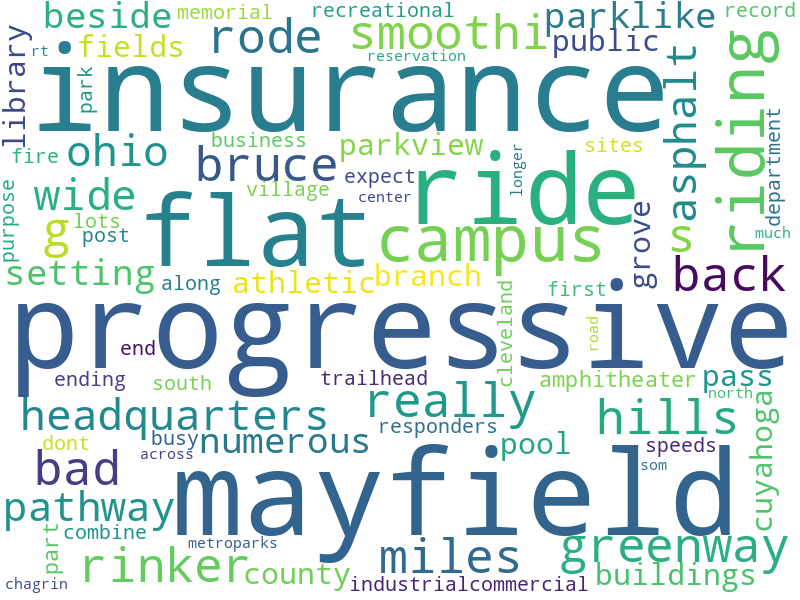 memorial
recreational
record
beside
parklike
rode
smoothi
public
rt
fields
reservation
library
insurance
riding
park
asphalt
business
parkview
sites
department
fire
ohio
bruce
expect
longer
village
center
ride
wide
flat
purpose
g
lots
post
campus
s
grove
much
setting
along
athletic
branch
first
back
progressive
cleveland
road
end
ending
south
trailhead
amphitheater
pass
north
headquarters
really
hills
responders
dont
busy
numerous
pool
speeds
cuyahoga
across
bad
mayfield
som
pathway
combine
part
metroparks
rinker
miles
greenway
county
buildings
chagrin
industrialcommercial